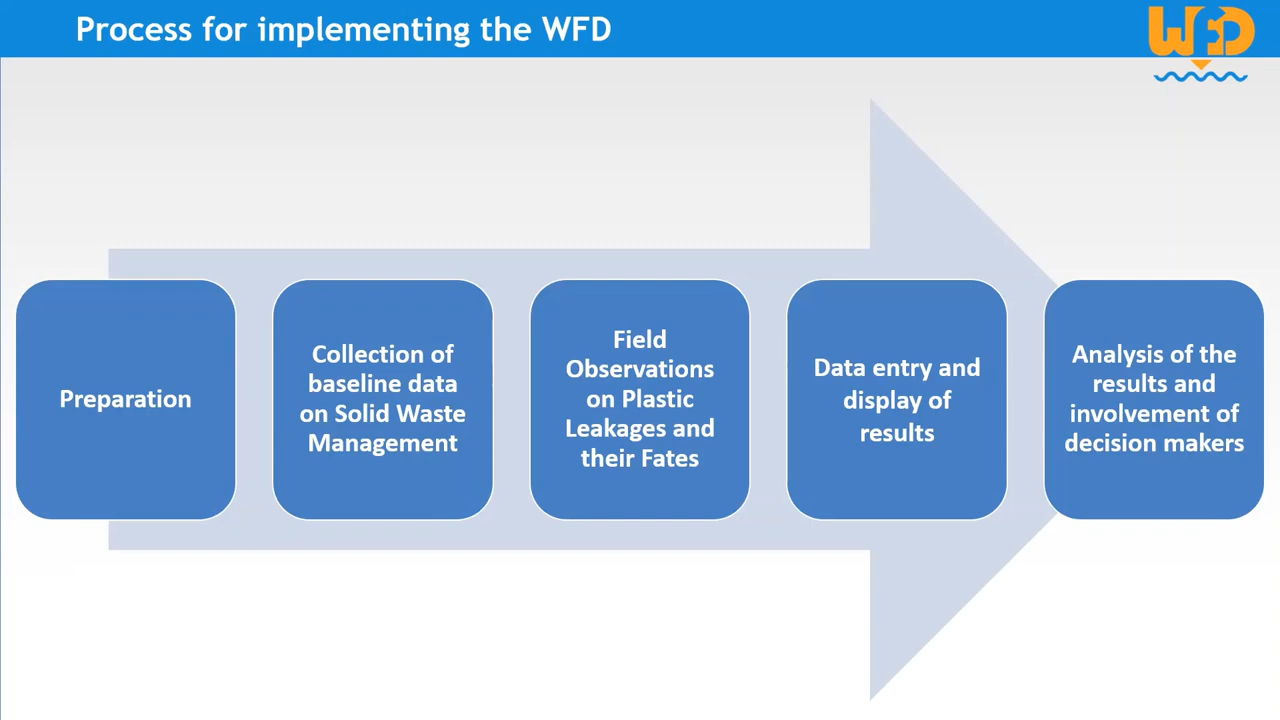 Process for implementing the WFD
WFD
Preparation
Collection of
baseline data
on Solid Waste
Management
Field
Observations
on Plastic
Leakages and
their Fates
Data entry and
display of
results
Analysis of the
results and
involvement of
decision makers